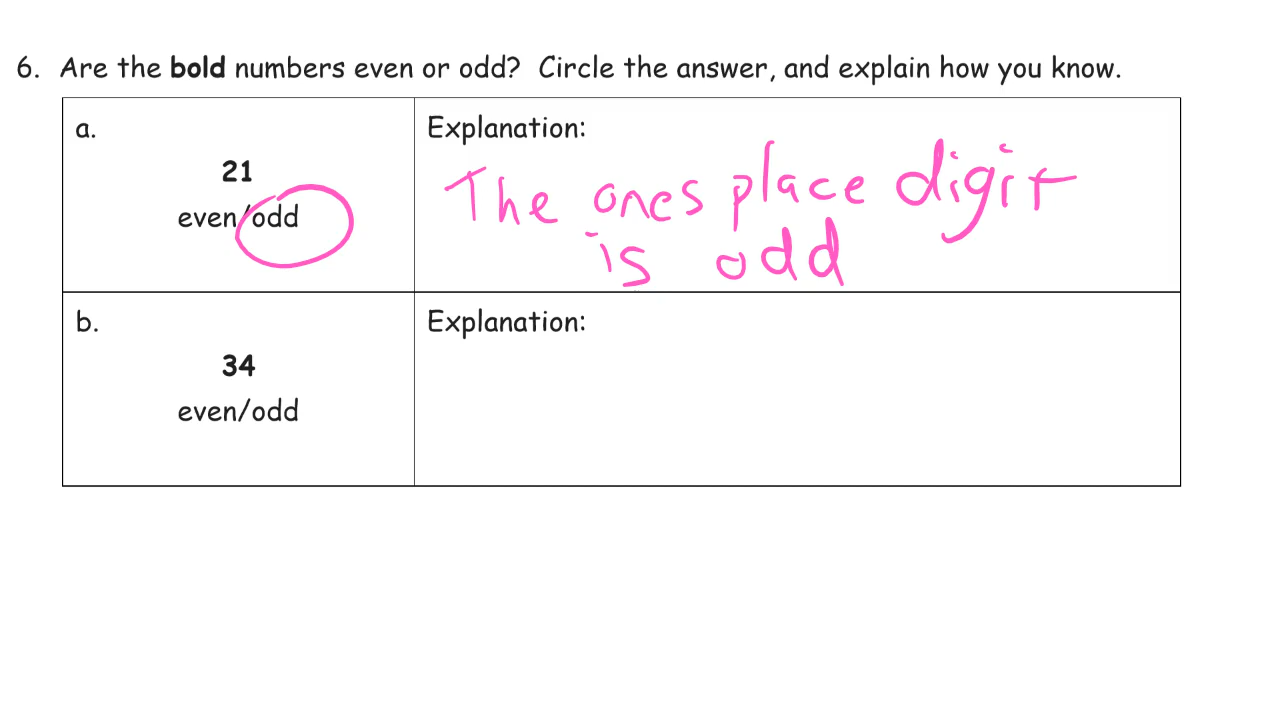 6. Are the bold numbers even or odd? Circle the answer, and explain how you know.
a.
21
even/odd
Explanation:
The ones place digit
is odd
b.
34
even/odd
Explanation: